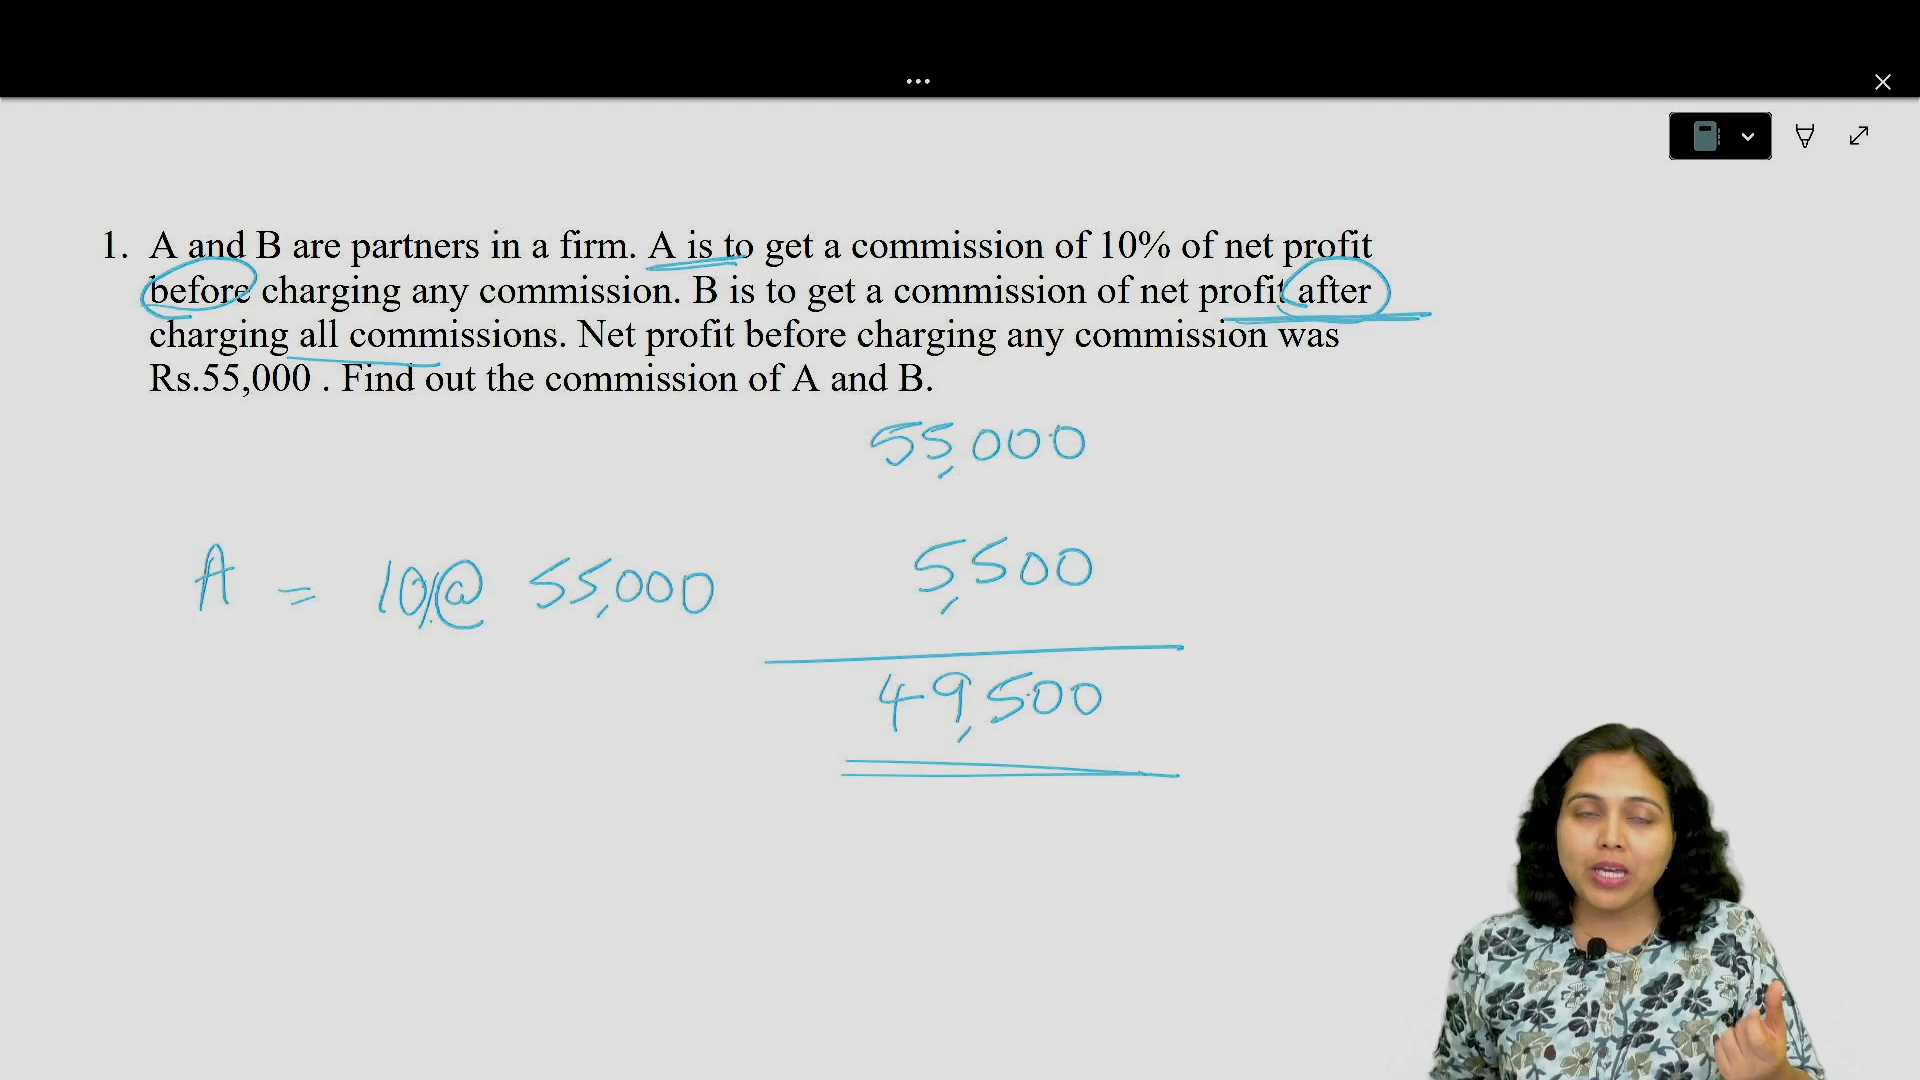 1. A and B are partners in a firm. A is to get a commission of 10% of net profit
before charging any commission. B is to get a commission of net profit after
charging all commissions. Net profit before charging any commission was
Rs.55,000 . Find out the commission of A and B.
55,000
A = 10%@ 55,000
5,500
49,500